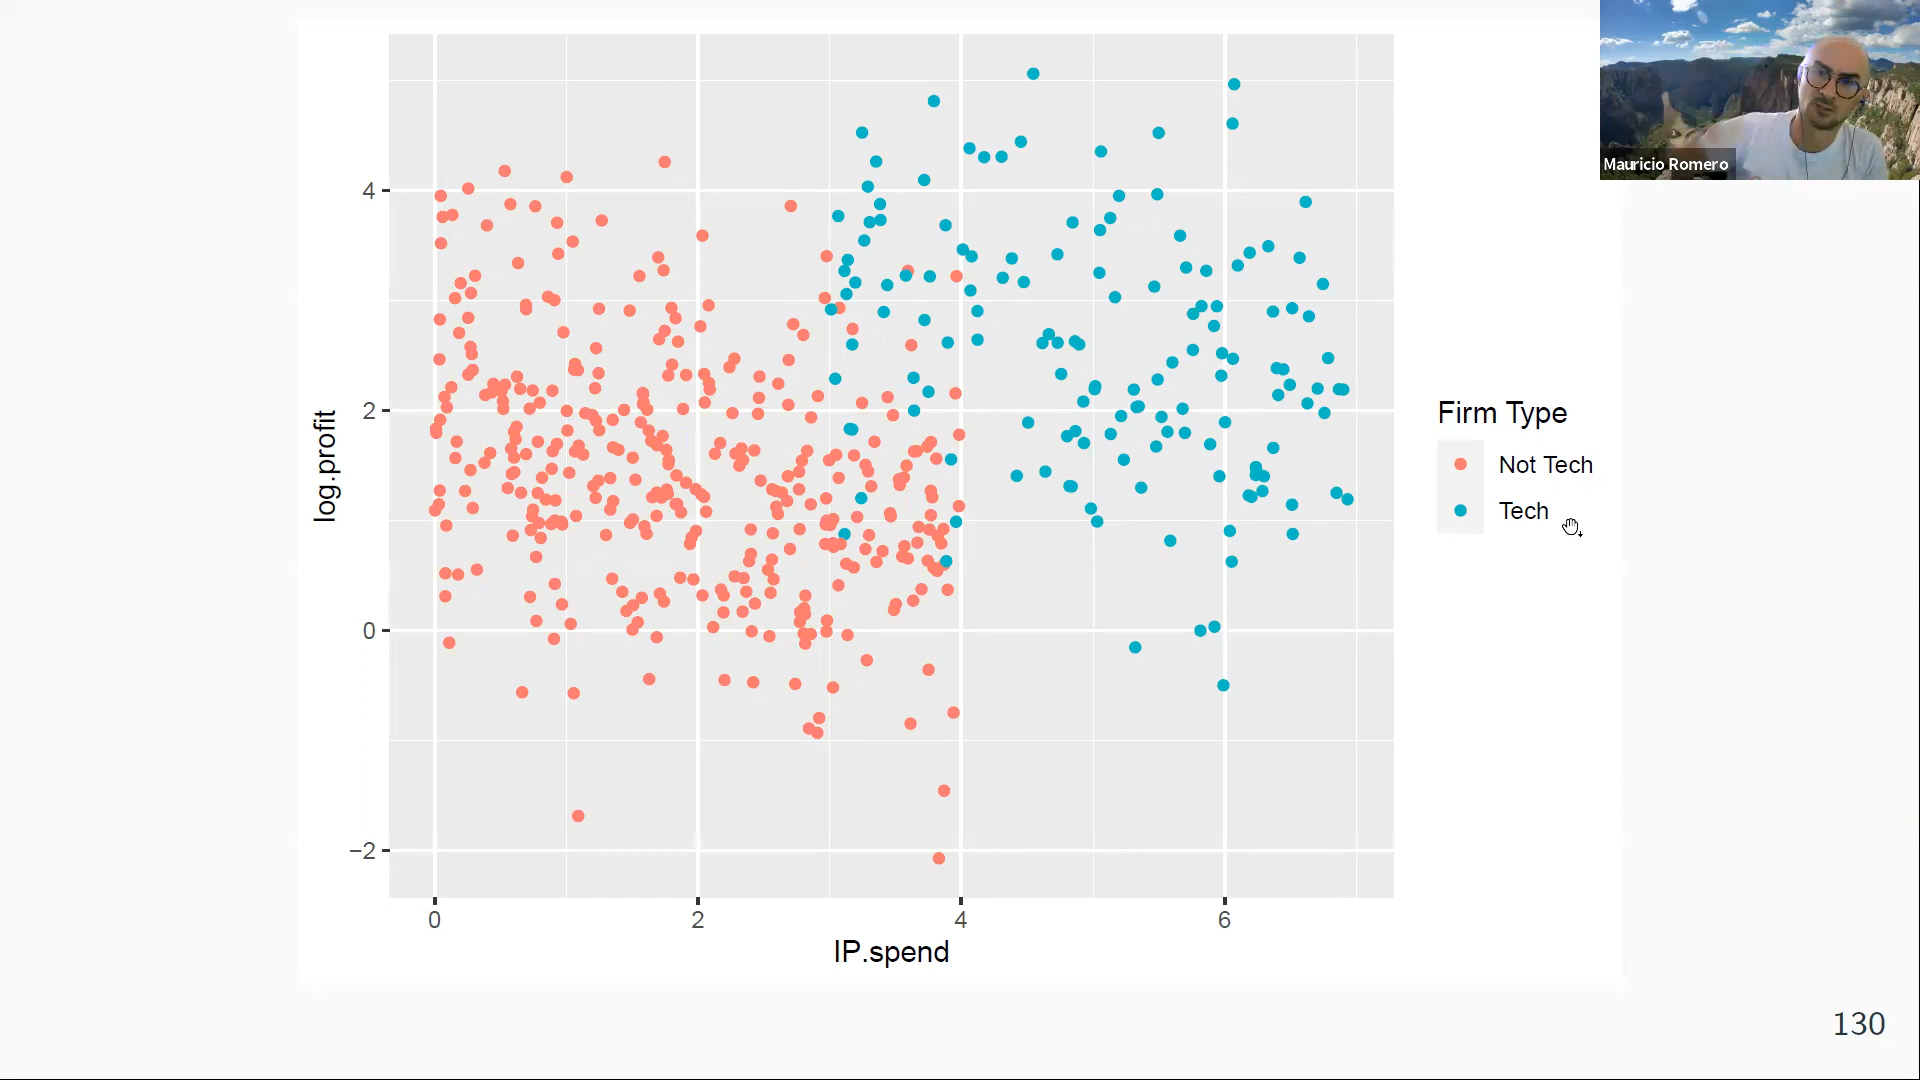 Mauricio Romero
4
2
0
−2
log.profit
0 2 4 6
IP.spend
Firm Type
Not Tech
Tech
130